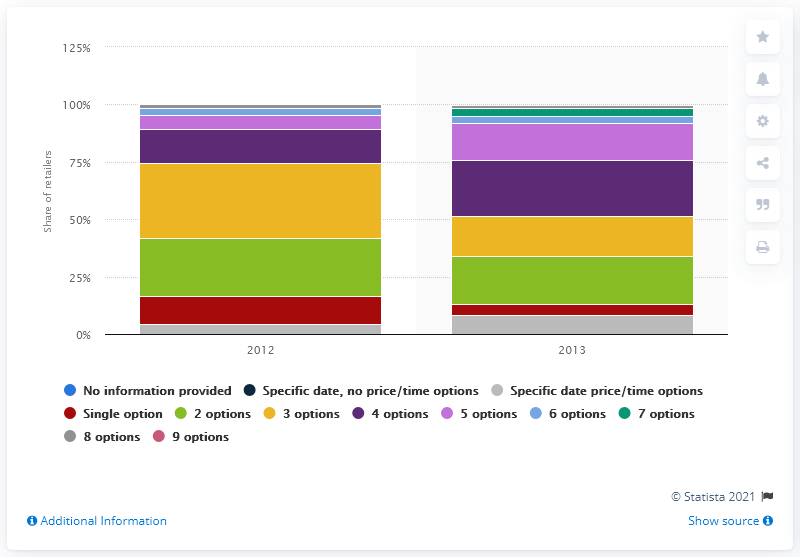 125%
100%
75%
50%
25%
0%
Share of retailers
2012 2013
No information provided Specific date, no price/time options Specific date price/time options
Single option 2 options 3 options 4 options 5 options 6 options 7 options
8 options 9 options
© Statista 2021
Additional Information Show source